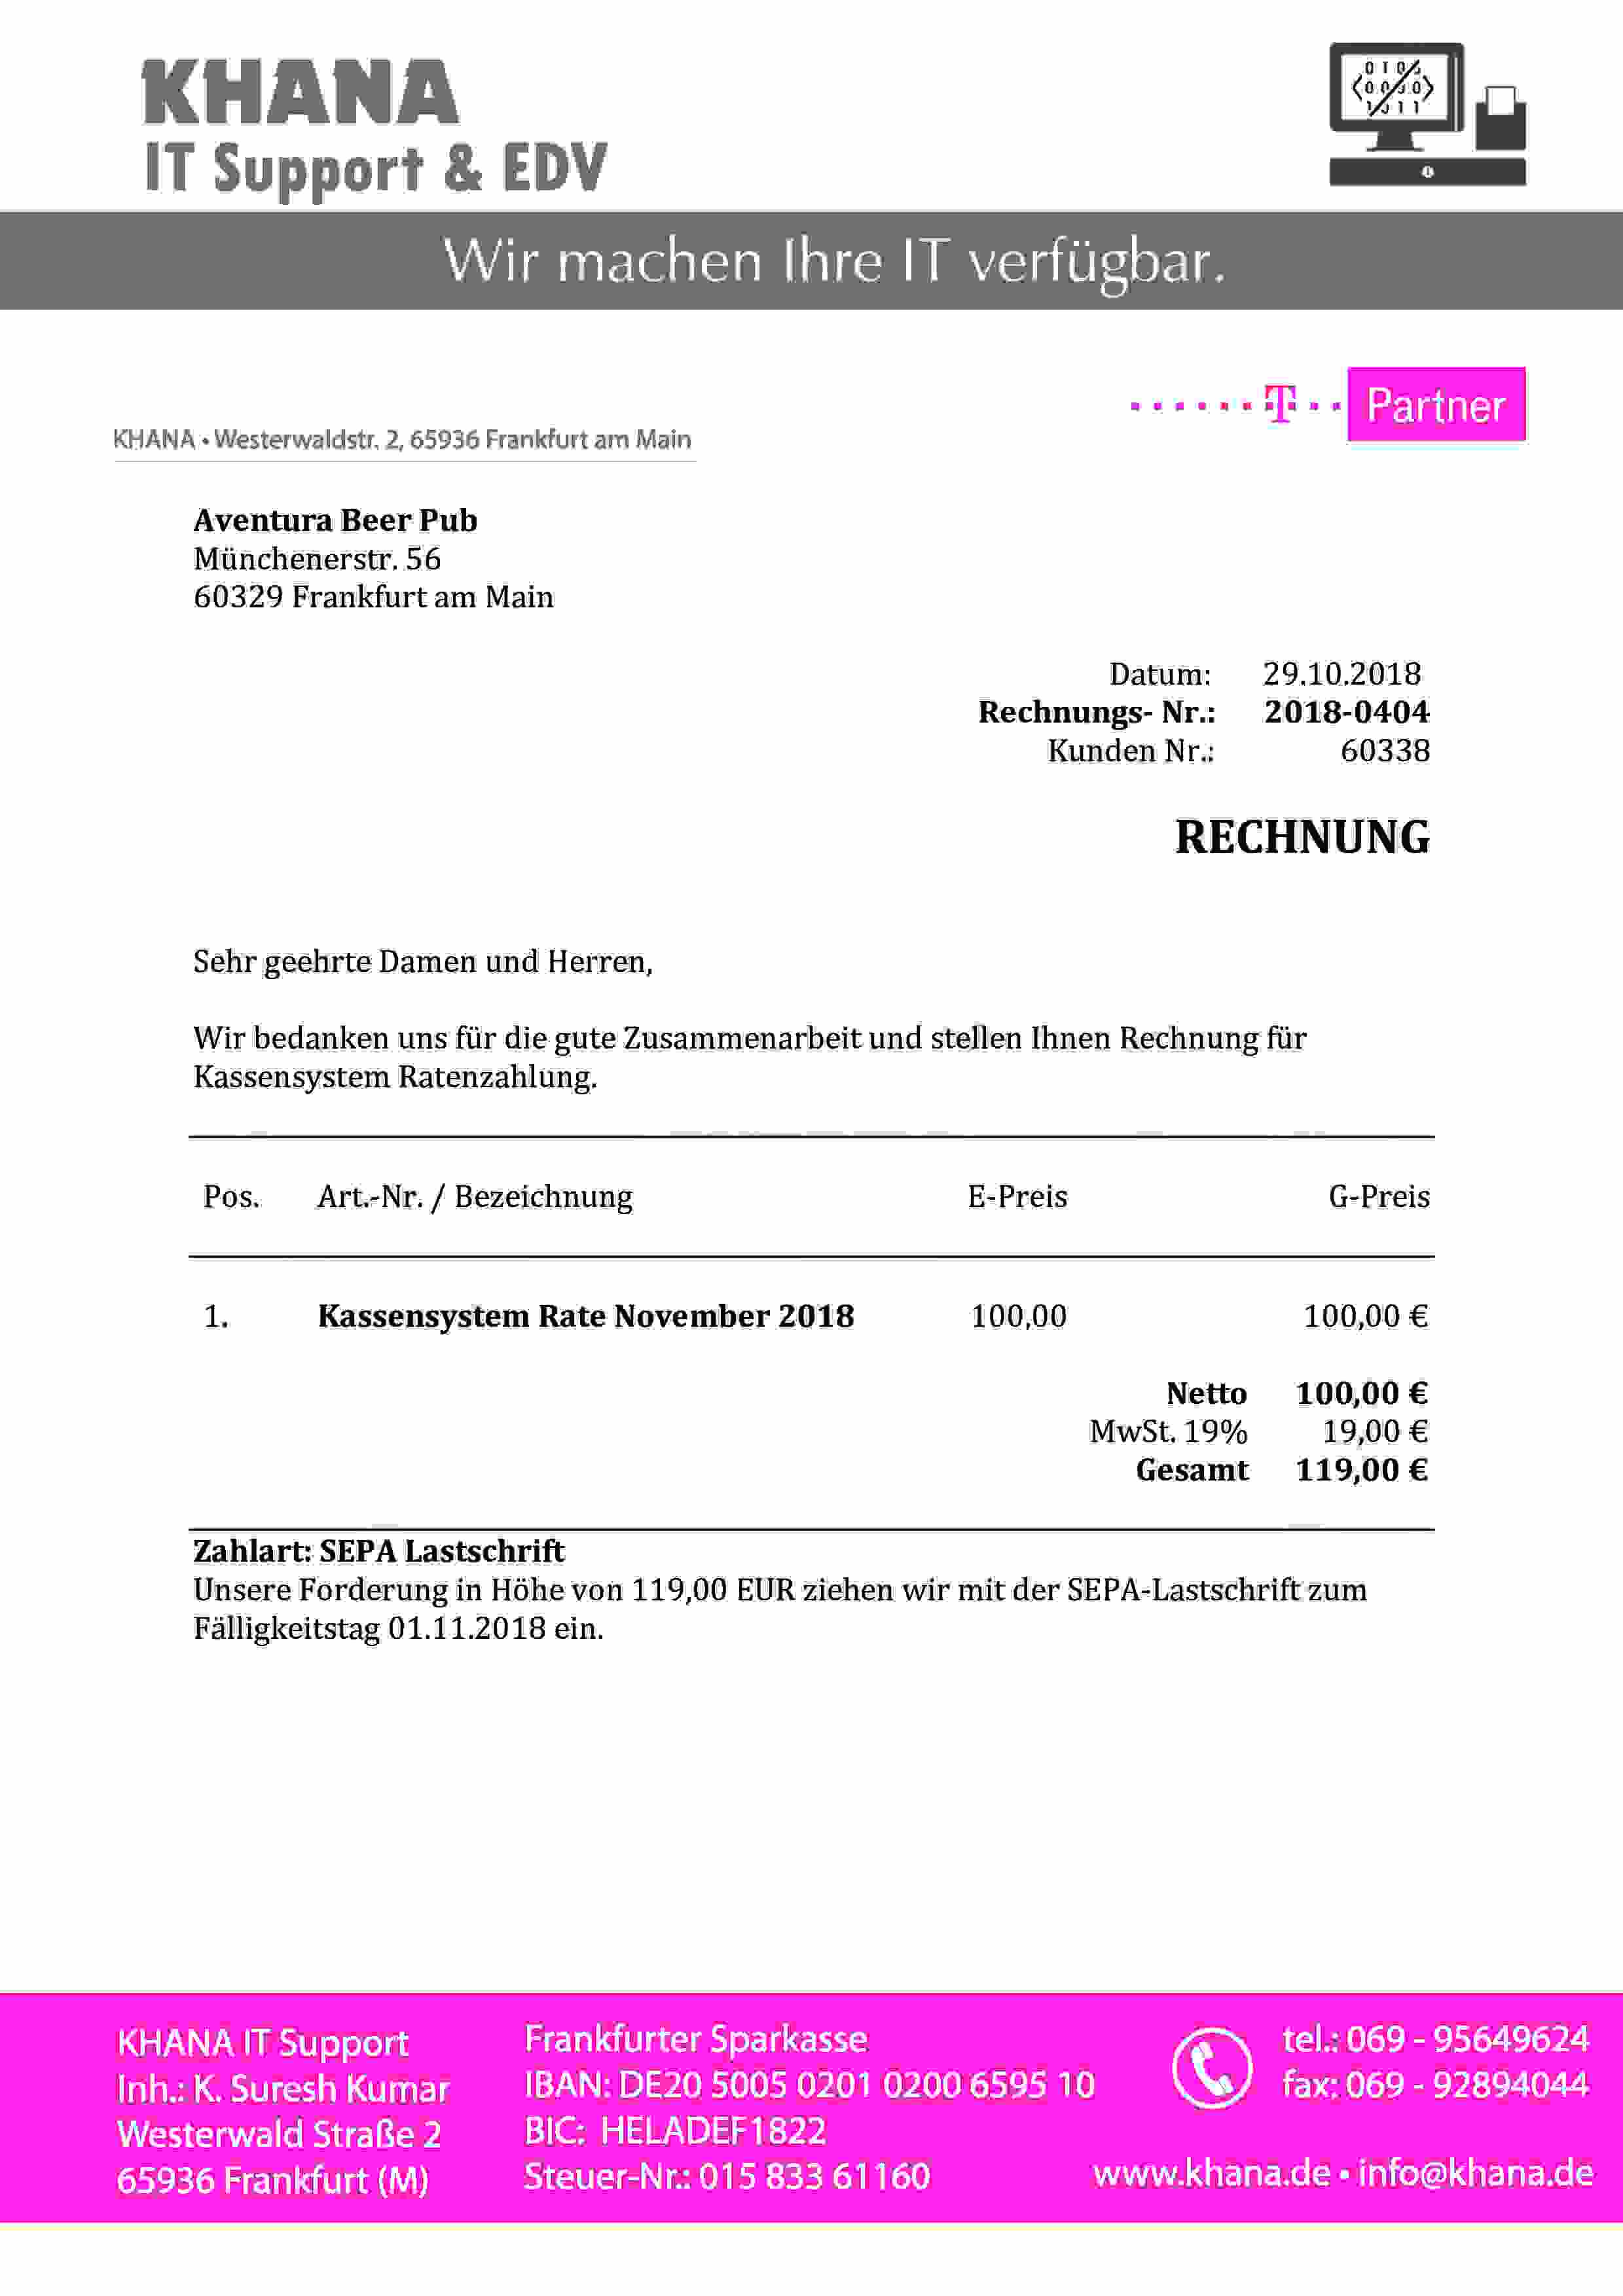 KHANA
IT Support & EDV
Wir machen Ihre IT verfügbar.
T Partner
KHANA • Westerwaldstr. 2, 65936 Frankfurt am Main
Aventura Beer Pub
Münchenerstr. 56
60329 Frankfurt am Main
Datum: 29.10.2018
Rechnungs- Nr.: 2018-0404
Kunden Nr.: 60338
RECHNUNG
Sehr geehrte Damen und Herren,
Wir bedanken uns für die gute Zusammenarbeit und stellen Ihnen Rechnung für
Kassensystem Ratenzahlung.
Pos. Art.-Nr. / Bezeichnung E-Preis G-Preis
1. Kassensystem Rate November 2018 100,00 100,00 €
Netto 100,00 €
MwSt. 19% 19,00 €
Gesamt 119,00 €
Zahlart: SEPA Lastschrift
Unsere Forderung in Höhe von 119,00 EUR ziehen wir mit der SEPA-Lastschrift zum
Fälligkeitstag 01.11.2018 ein.
KHANA IT Support
Inh.: K. Suresh Kumar
Westerwald Straße 2
65936 Frankfurt (M)
Frankfurter Sparkasse
IBAN: DE20 5005 0201 0200 6595 10
BIC: HELADEF1822
Steuer-Nr.: 015 833 61160
tel.: 069 - 95649624
fax: 069 - 92894044
www.khana.de • info@khana.de